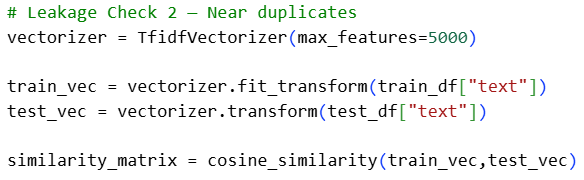 # Leakage Check 2 — Near duplicates
vectorizer = TfidfVectorizer(max_features=5000)
train_vec = vectorizer.fit_transform(train_df["text"])
test_vec = vectorizer.transform(test_df["text"])
similarity_matrix = cosine_similarity(train_vec,test_vec)